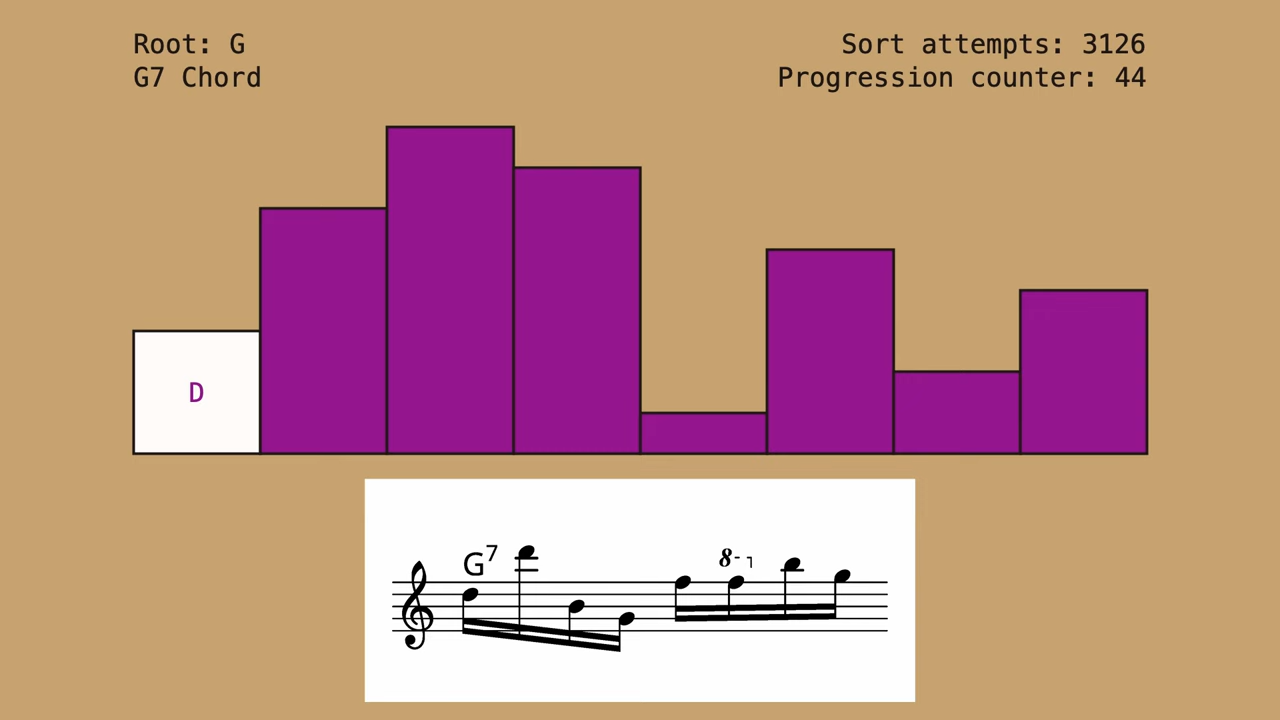 Root: G
G7 Chord
Sort attempts: 3126
Progression counter: 44
D
G7
8